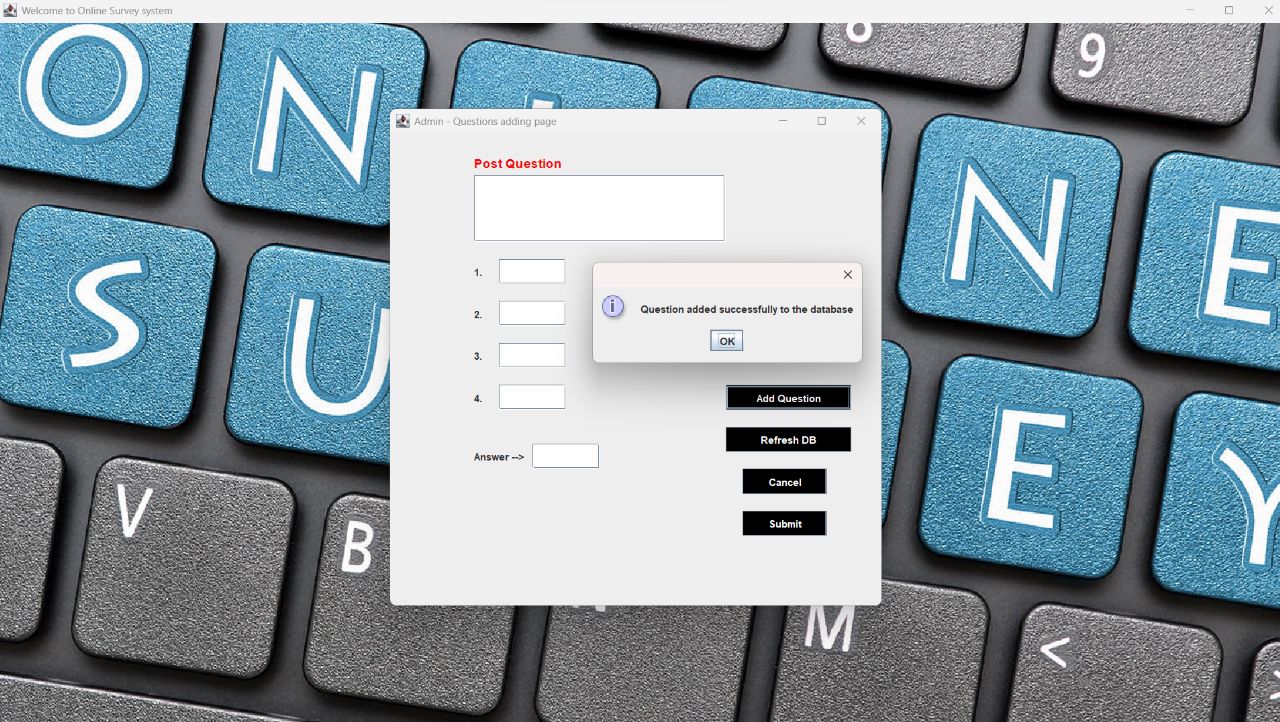 Welcome to Online Survey system
8
9
O N N E
Admin - Questions adding page
Post Question
1.
Question added successfully to the database
OK
2.
3.
4.
Add Question
Refresh DB
Answer -->
Cancel
Submit
S U E Y
V B M <